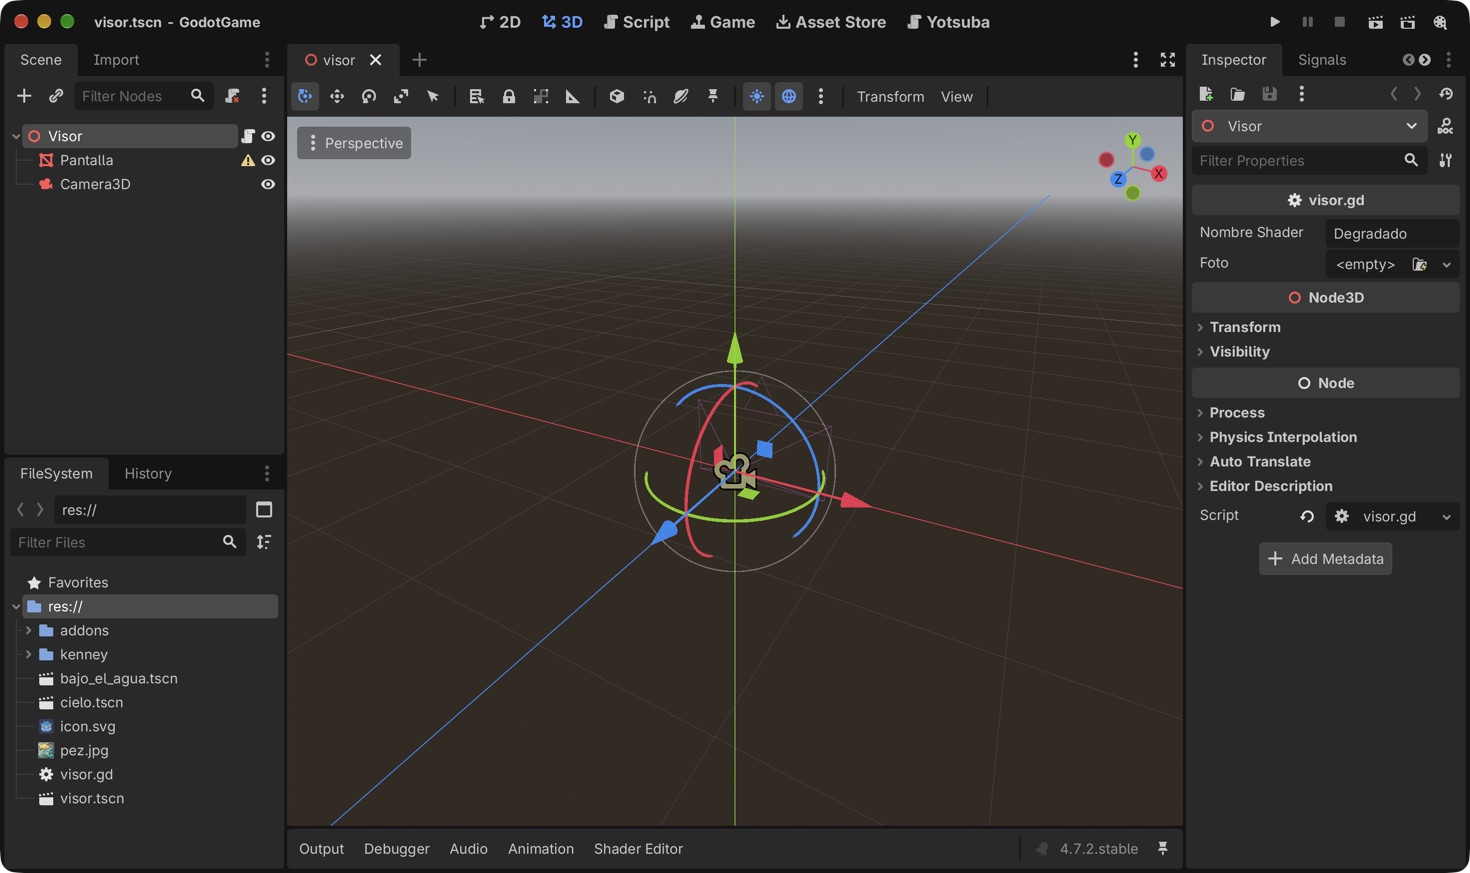 visor.tscn - GodotGame
2D 3D Script Game Asset Store Yotsuba
Scene Import
Filter Nodes
Visor
Pantalla
Camera3D
FileSystem History
res://
Filter Files
Favorites
res://
addons
kenney
bajo_el_agua.tscn
cielo.tscn
icon.svg
pez.jpg
visor.gd
visor.tscn
visor
Transform View
Perspective
Y
Z X
Output Debugger Audio Animation Shader Editor 4.7.2.stable
Inspector Signals
Visor
DOC
Filter Properties
visor.gd
Nombre Shader Degradado
Foto <empty>
Node3D
Transform
Visibility
Node
Process
Physics Interpolation
Auto Translate
Editor Description
Script visor.gd
Add Metadata